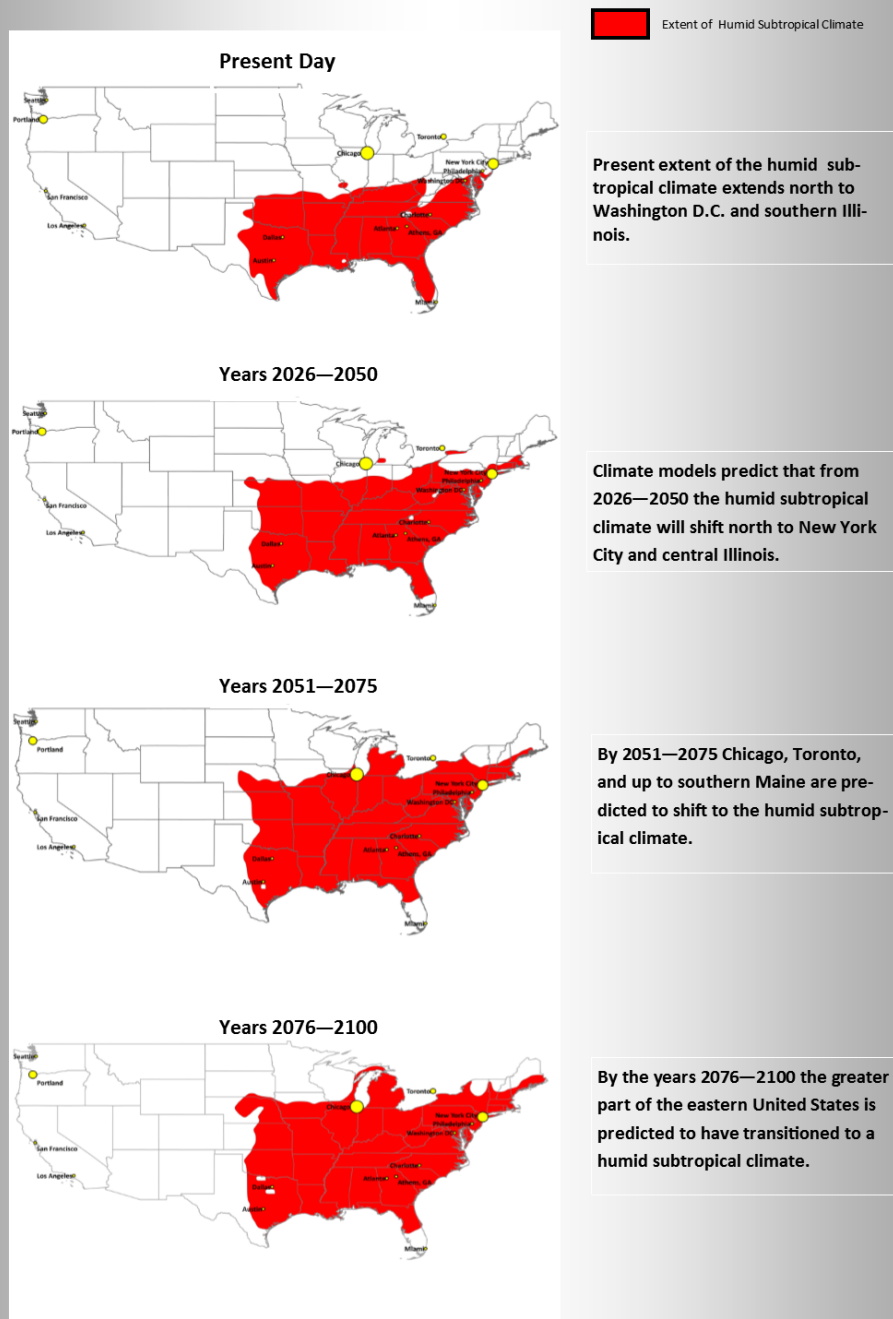 Extent of Humid Subtropical Climate
Present Day
Seattle
Portland
Toronto
Chicago
New York City
Philadelphia
Washington DC
San Francisco
Los Angeles
Charlotte
Atlanta
Athens, GA
Dallas
Austin
Miami
Present extent of the humid sub-
tropical climate extends north to
Washington D.C. and southern Illi-
nois.
Years 2026—2050
Seattle
Portland
Toronto
Chicago
New York City
Philadelphia
Washington DC
San Francisco
Los Angeles
Charlotte
Atlanta
Athens, GA
Dallas
Austin
Miami
Climate models predict that from
2026—2050 the humid subtropical
climate will shift north to New York
City and central Illinois.
Years 2051—2075
Seattle
Portland
Toronto
Chicago
New York City
Philadelphia
Washington DC
San Francisco
Los Angeles
Charlotte
Atlanta
Athens, GA
Dallas
Austin
Miami
By 2051—2075 Chicago, Toronto,
and up to southern Maine are pre-
dicted to shift to the humid subtrop-
ical climate.
Years 2076—2100
Seattle
Portland
Toronto
Chicago
New York City
Philadelphia
Washington DC
San Francisco
Los Angeles
Charlotte
Atlanta
Athens, GA
Dallas
Austin
Miami
By the years 2076—2100 the greater
part of the eastern United States is
predicted to have transitioned to a
humid subtropical climate.